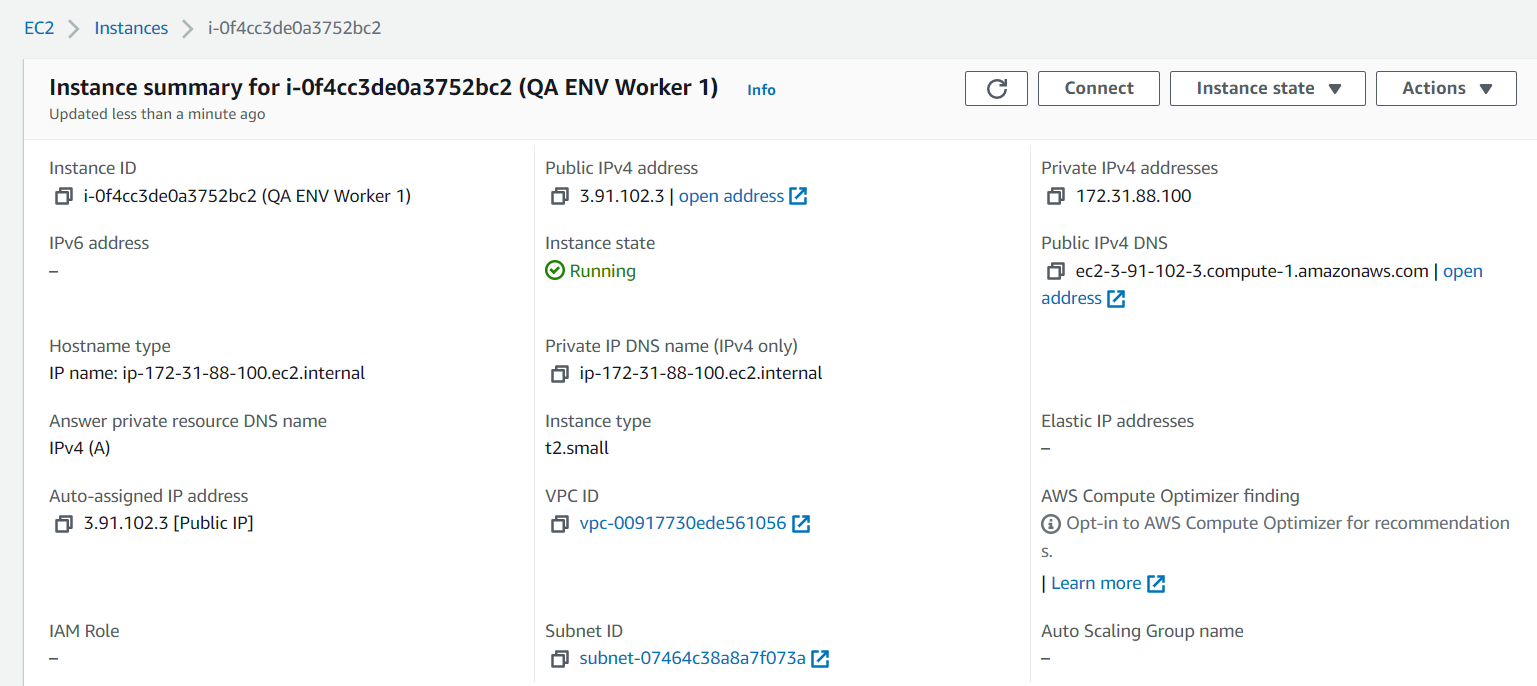 EC2 > Instances > i-0f4cc3de0a3752bc2
Instance summary for i-0f4cc3de0a3752bc2 (QA ENV Worker 1) Info
Updated less than a minute ago
Connect
Instance state ▼
Actions ▼
Instance ID
i-0f4cc3de0a3752bc2 (QA ENV Worker 1)
Public IPv4 address
3.91.102.3 | open address
Private IPv4 addresses
172.31.88.100
IPv6 address
–
Instance state
Running
Public IPv4 DNS
ec2-3-91-102-3.compute-1.amazonaws.com | open
address
Hostname type
IP name: ip-172-31-88-100.ec2.internal
Private IP DNS name (IPv4 only)
ip-172-31-88-100.ec2.internal
Answer private resource DNS name
IPv4 (A)
Instance type
t2.small
Elastic IP addresses
–
Auto-assigned IP address
3.91.102.3 [Public IP]
VPC ID
vpc-00917730ede561056
AWS Compute Optimizer finding
Opt-in to AWS Compute Optimizer for recommendation
s.
| Learn more
IAM Role
–
Subnet ID
subnet-07464c38a8a7f073a
Auto Scaling Group name
–